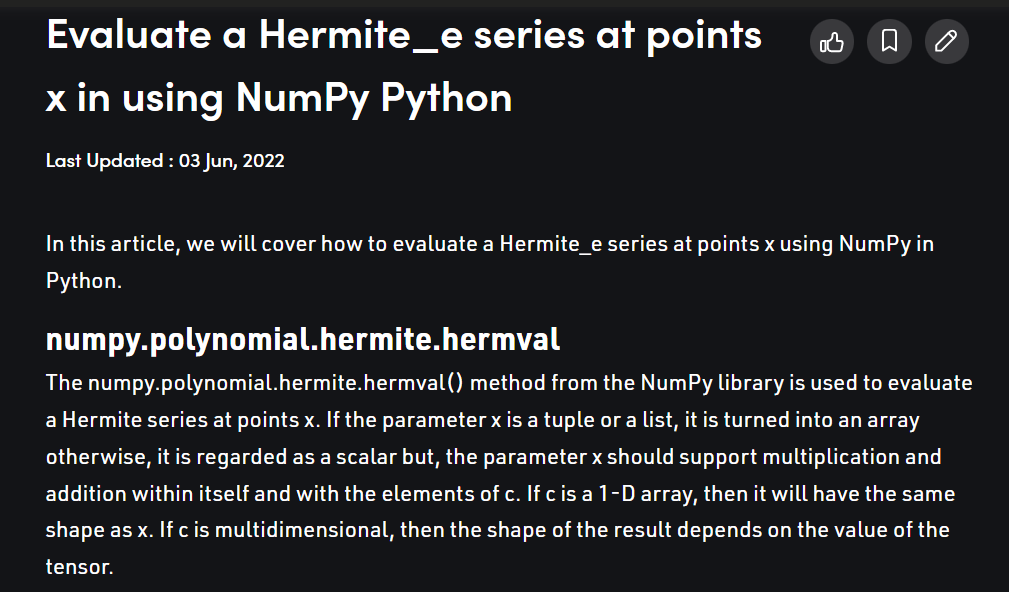 Evaluate a Hermite_e series at points
x in using NumPy Python
Last Updated : 03 Jun, 2022
In this article, we will cover how to evaluate a Hermite_e series at points x using NumPy in
Python.
numpy.polynomial.hermite.hermval
The numpy.polynomial.hermite.hermval() method from the NumPy library is used to evaluate
a Hermite series at points x. If the parameter x is a tuple or a list, it is turned into an array
otherwise, it is regarded as a scalar but, the parameter x should support multiplication and
addition within itself and with the elements of c. If c is a 1-D array, then it will have the same
shape as x. If c is multidimensional, then the shape of the result depends on the value of the
tensor.